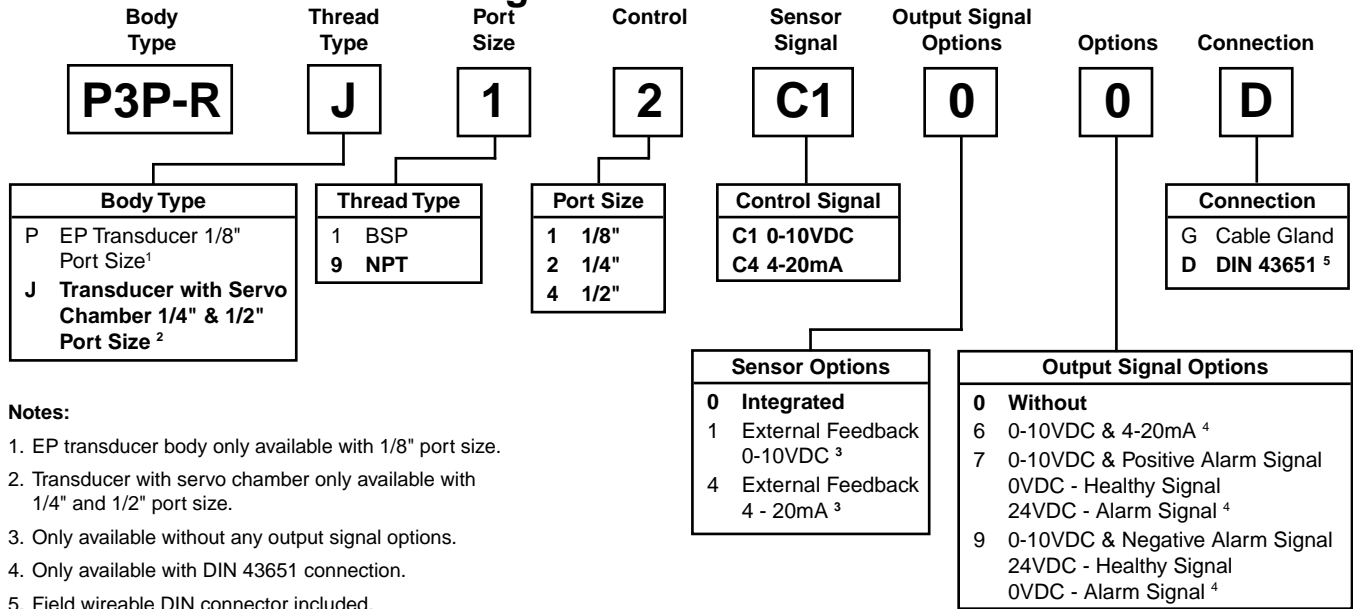 Body Type
Thread Type
Port Size
Control
Sensor Signal
Output Signal Options
Options
Connection
P3P-R
J
1
2
C1
0
0
D
Body Type
P EP Transducer 1/8"
Port Size¹
J Transducer with Servo
Chamber 1/4" & 1/2"
Port Size ²
Thread Type
1 BSP
9 NPT
Port Size
1 1/8"
2 1/4"
4 1/2"
Control Signal
C1 0-10VDC
C4 4-20mA
Connection
G Cable Gland
D DIN 43651 ⁵
Sensor Options
0 Integrated
1 External Feedback
0-10VDC ³
4 External Feedback
4 - 20mA ³
Output Signal Options
0 Without
6 0-10VDC & 4-20mA ⁴
7 0-10VDC & Positive Alarm Signal
0VDC - Healthy Signal
24VDC - Alarm Signal ⁴
9 0-10VDC & Negative Alarm Signal
24VDC - Healthy Signal
0VDC - Alarm Signal ⁴
Notes:
1. EP transducer body only available with 1/8" port size.
2. Transducer with servo chamber only available with
1/4" and 1/2" port size.
3. Only available without any output signal options.
4. Only available with DIN 43651 connection.
5. Field wireable DIN connector included.